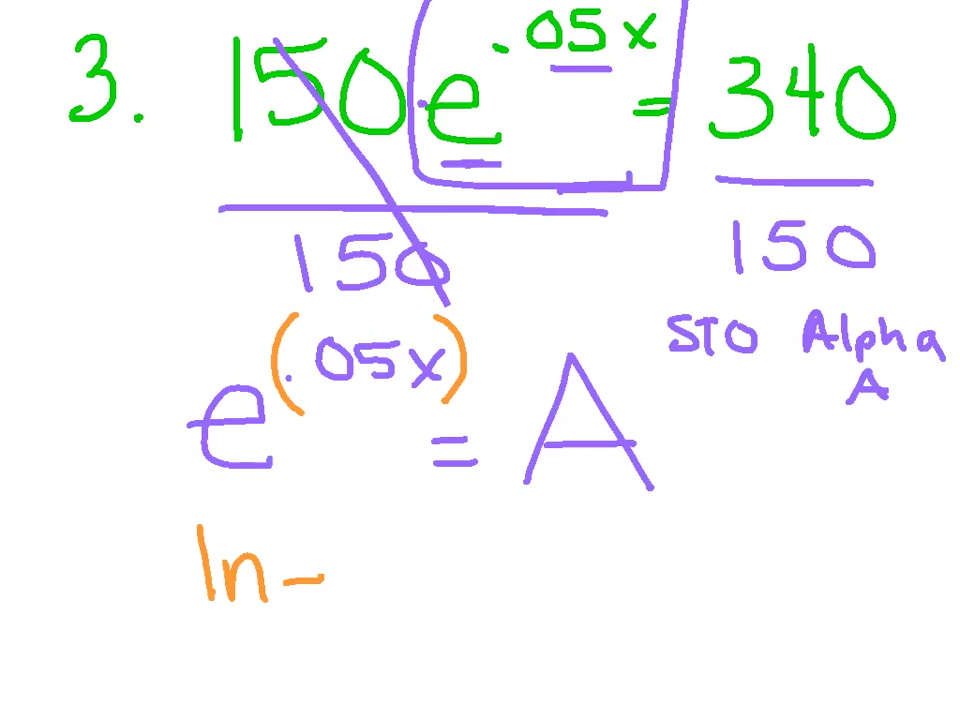 3. 150e^.05x = 340
150 150
STO Alpha A
e^(.05x) = A
ln -